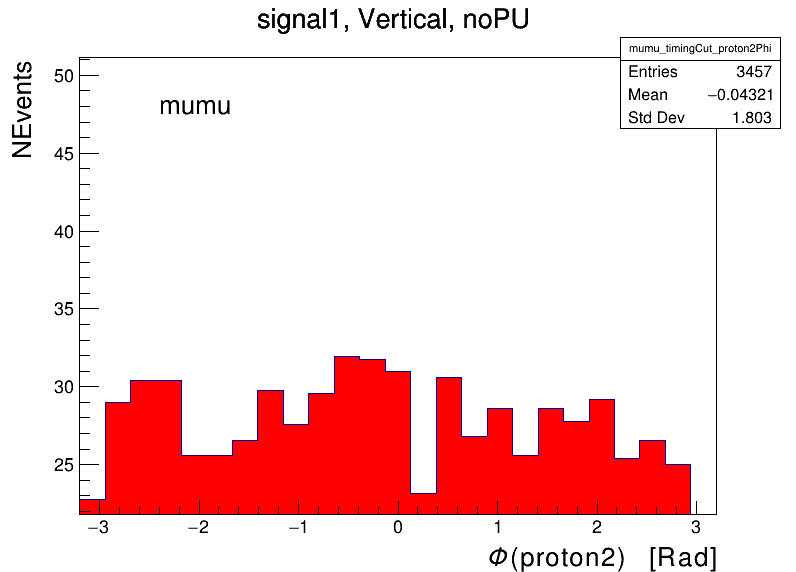 signal1, Vertical, noPU
mumu_timingCut_proton2Phi
Entries 3457
Mean −0.04321
Std Dev 1.803
NEvents
mumu
50
45
40
35
30
25
−3 −2 −1 0 1 2 3
Φ(proton2) [Rad]